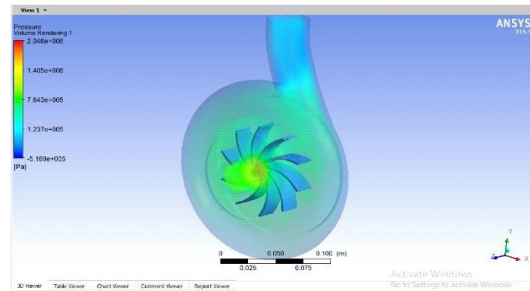 View 1
Pressure
Volume Rendering 1
2.046e+006
1.405e+006
7.643e+005
1.237e+005
-5.169e+005
[Pa]
ANSYS
R14.5
0 0.050 0.100 (m)
0.025 0.075
Y
Z X
Activate Windows
Go to Settings to activate Windows.
3D Viewer Table Viewer Chart Viewer Comment Viewer Report Viewer